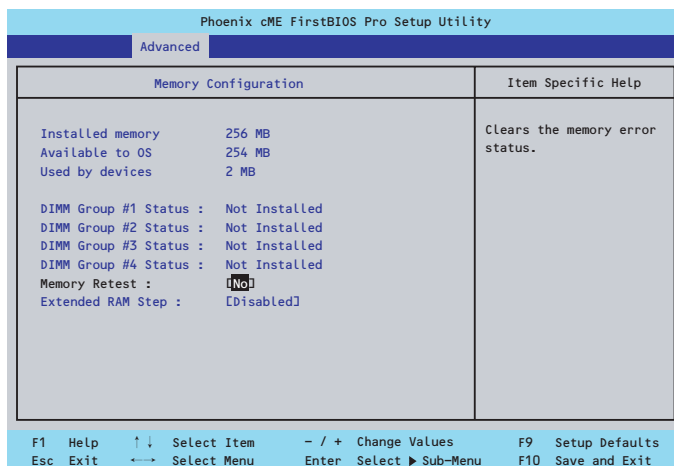 Phoenix cME FirstBIOS Pro Setup Utility
Advanced
Memory Configuration
Item Specific Help
Installed memory 256 MB
Available to OS 254 MB
Used by devices 2 MB
DIMM Group #1 Status : Not Installed
DIMM Group #2 Status : Not Installed
DIMM Group #3 Status : Not Installed
DIMM Group #4 Status : Not Installed
Memory Retest : [No]
Extended RAM Step : [Disabled]
Clears the memory error
status.
F1 Help ↑↓ Select Item - / + Change Values F9 Setup Defaults
Esc Exit ←→ Select Menu Enter Select ▶ Sub-Menu F10 Save and Exit